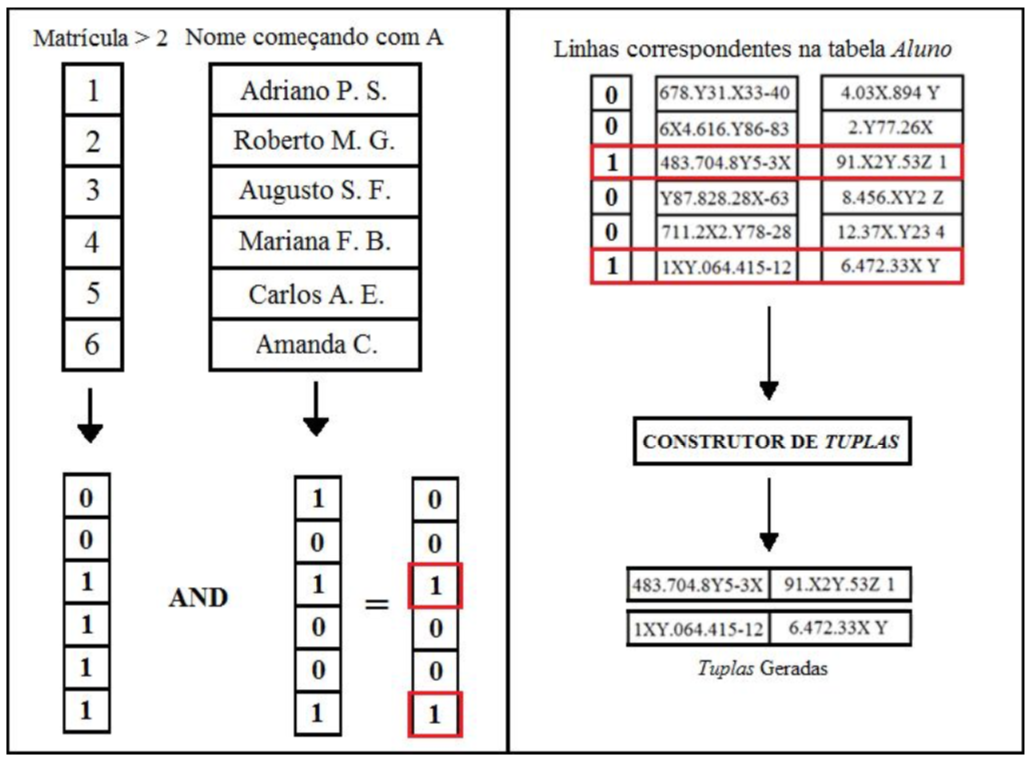 Matrícula > 2 Nome começando com A
1 Adriano P. S.
2 Roberto M. G.
3 Augusto S. F.
4 Mariana F. B.
5 Carlos A. E.
6 Amanda C.
0 1 0
0 0 0
1 1 1
AND =
1 0 0
1 0 0
1 1 1
Linhas correspondentes na tabela Aluno
0 678.Y31.X33-40 4.03X.894 Y
0 6X4.616.Y86-83 2.Y77.26X
1 483.704.8Y5-3X 91.X2Y.53Z 1
0 Y87.828.28X-63 8.456.XY2 Z
0 711.2X2.Y78-28 12.37X.Y23 4
1 1XY.064.415-12 6.472.33X Y
CONSTRUTOR DE TUPLAS
483.704.8Y5-3X 91.X2Y.53Z 1
1XY.064.415-12 6.472.33X Y
Tuplas Geradas